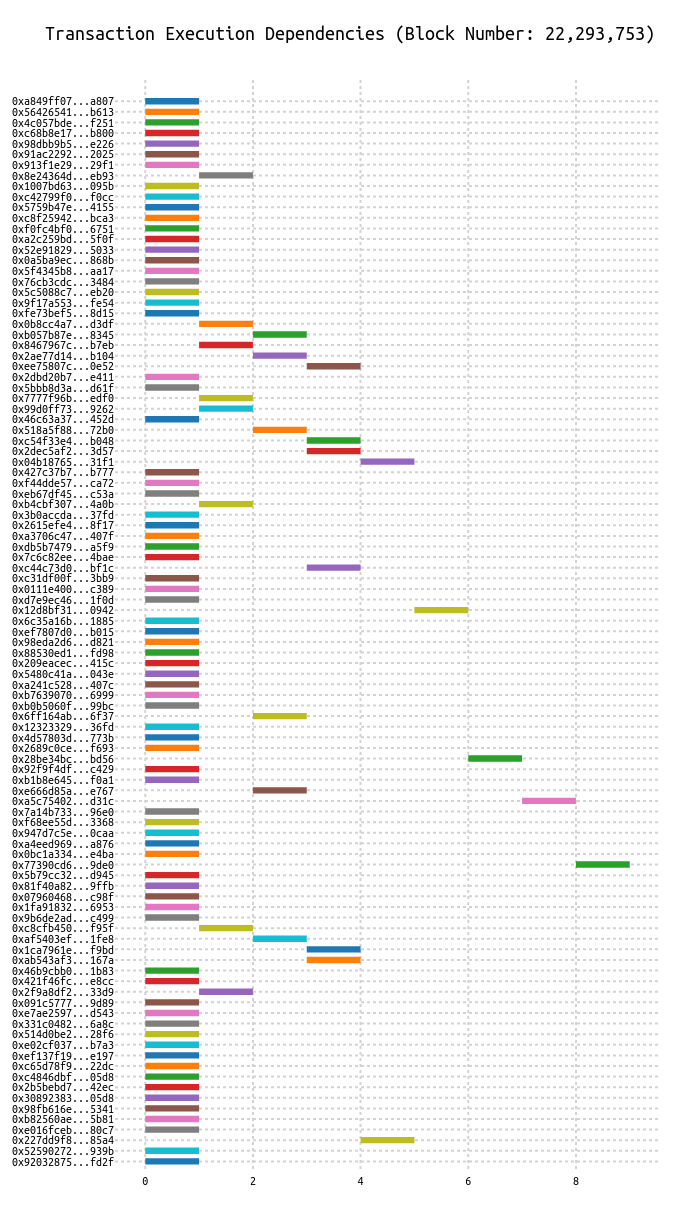 Transaction Execution Dependencies (Block Number: 22,293,753)
0xa849ff07...a807
0x56426541...b613
0x4c057bde...f251
0xc68b8e17...b800
0x98dbb9b5...e226
0x91ac2292...2025
0x913f1e29...29f1
0x8e24364d...eb93
0x1007bd63...095b
0xc42799f0...f0cc
0x5759b47e...4155
0xc8f25942...bca3
0xf0fc4bf0...6751
0xa2c259bd...5f0f
0x52e91829...5033
0x0a5ba9ec...868b
0x5f4345b8...aa17
0x76cb3cdc...3484
0x5c5088c7...eb20
0x9f17a553...fe54
0xfe73bef5...8d15
0x0b8cc4a7...d3df
0xb057b87e...8345
0x8467967c...b7eb
0x2ae77d14...b104
0xee75807c...0e52
0x2dbd20b7...e411
0x5bbb8d3a...d61f
0x7777f96b...edf0
0x99d0ff73...9262
0x46c63a37...452d
0x518a5f88...72b0
0xc54f33e4...b048
0x2dec5af2...3d57
0x04b18765...31f1
0x427c37b7...b777
0xf44dde57...ca72
0xeb67df45...c53a
0xb4cbf307...4a0b
0x3b0accda...37fd
0x2615efe4...8f17
0xa3706c47...407f
0xdb5b7479...a5f9
0x7c6c82ee...4bae
0xc44c73d0...bf1c
0xc31df00f...3bb9
0x0111e400...c389
0xd7e9ec46...1f0d
0x12d8bf31...0942
0x6c35a16b...1885
0xef7807d0...b015
0x98eda2d6...d821
0x88530ed1...fd98
0x209eacec...415c
0x5480c41a...043e
0xa241c528...407c
0xb7639070...6999
0xb0b5060f...99bc
0x6ff164ab...6f37
0x12323329...36fd
0x4d57803d...773b
0x2689c0ce...f693
0x28be34bc...bd56
0x92f9f4df...c429
0xb1b8e645...f0a1
0xe666d85a...e767
0xa5c75402...d31c
0x7a14b733...96e0
0xf68ee55d...3368
0x947d7c5e...0caa
0xa4eed969...a876
0x0bc1a334...e4ba
0x77390cd6...9de0
0x5b79cc32...d945
0x81f40a82...9ffb
0x07960468...c98f
0x1fa91832...6953
0x9b6de2ad...c499
0xc8cfb450...f95f
0xaf5403ef...1fe8
0x1ca7961e...f9bd
0xab543af3...167a
0x46b9cbb0...1b83
0x421f46fc...e8cc
0x2f9a8df2...33d9
0x091c5777...9d89
0xe7ae2597...d543
0x331c0482...6a8c
0x514d0be2...28f6
0xe02cf037...b7a3
0xef137f19...e197
0xc65d78f9...22dc
0xc4846dbf...05d8
0x2b5bebd7...42ec
0x30892383...05d8
0x98fb616e...5341
0xb82560ae...5b81
0xe016fceb...80c7
0x227dd9f8...85a4
0x52590272...939b
0x92032875...fd2f
0 2 4 6 8